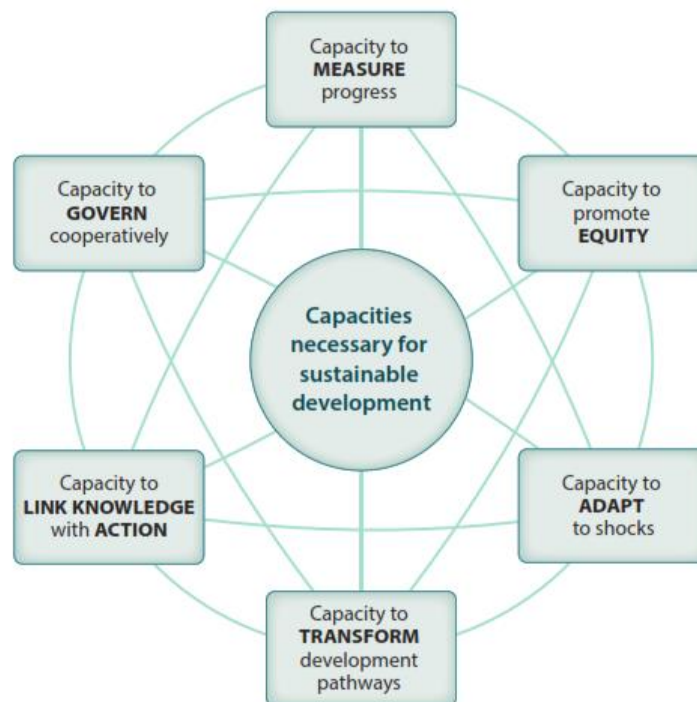 Capacity to
MEASURE
progress
Capacity to
GOVERN
cooperatively
Capacity to
promote
EQUITY
Capacities
necessary for
sustainable
development
Capacity to
LINK KNOWLEDGE
with ACTION
Capacity to
ADAPT
to shocks
Capacity to
TRANSFORM
development
pathways